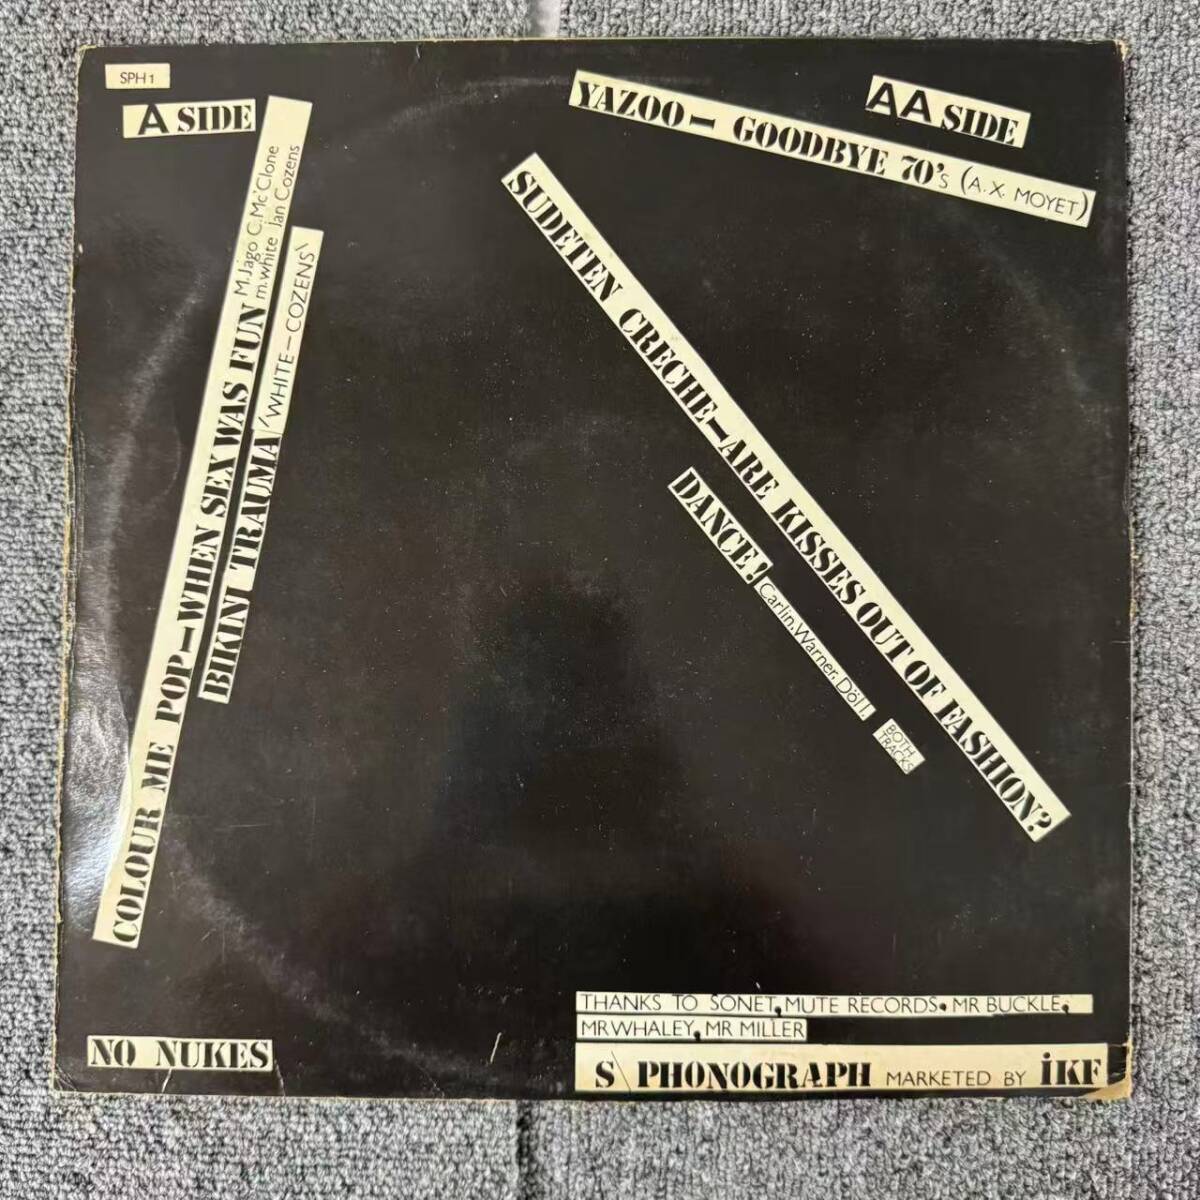 SPH 1
A SIDE
COLOUR ME POP—WHEN SEX WAS FUN M. Jago C. Mc'Clone
m. white Ian Cozens
BIKINI TRAUMA (WHITE—COZENS)
AA SIDE
YAZOO— GOODBYE 70's (A.X. MOYET)
SUDETEN CRECHE—ARE KISSES OUT OF FASHION?
DANCE! Carlin. Warner. Döll.
BOTH
TRACKS
NO NUKES
THANKS TO SONET, MUTE RECORDS. MR BUCKLE,
MR WHALEY, MR MILLER
S\ PHONOGRAPH MARKETED BY iKF